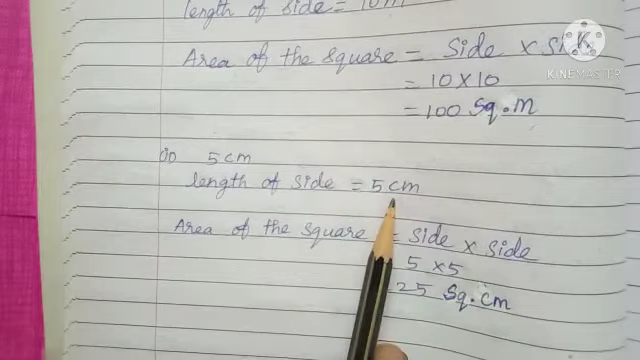 length of side = 10 m
Area of the square = Side × Si
= 10 × 10
= 100 Sq.m
KINEMASTER
5 cm
length of side = 5 cm
Area of the square = side × side
5 × 5
25 Sq.cm